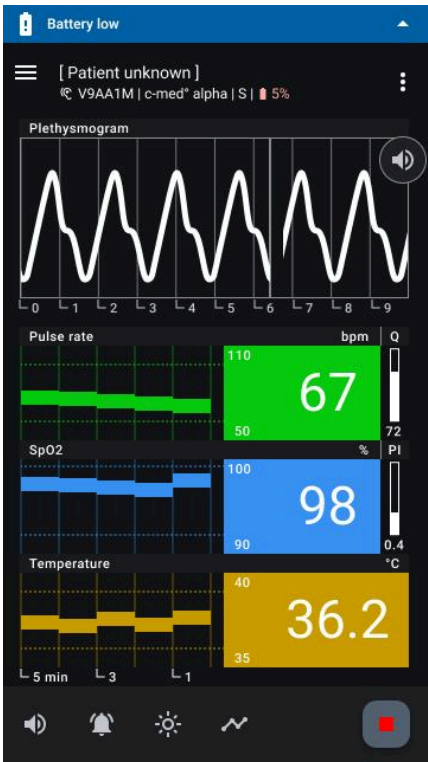 Battery low
[ Patient unknown ]
V9AA1M | c-med° alpha | S | 5%
Plethysmogram
0 1 2 3 4 5 6 7 8 9
Pulse rate bpm Q
110
67
50
72
SpO2 % PI
100
98
90
0.4
Temperature °C
40
36.2
35
5 min 3 1